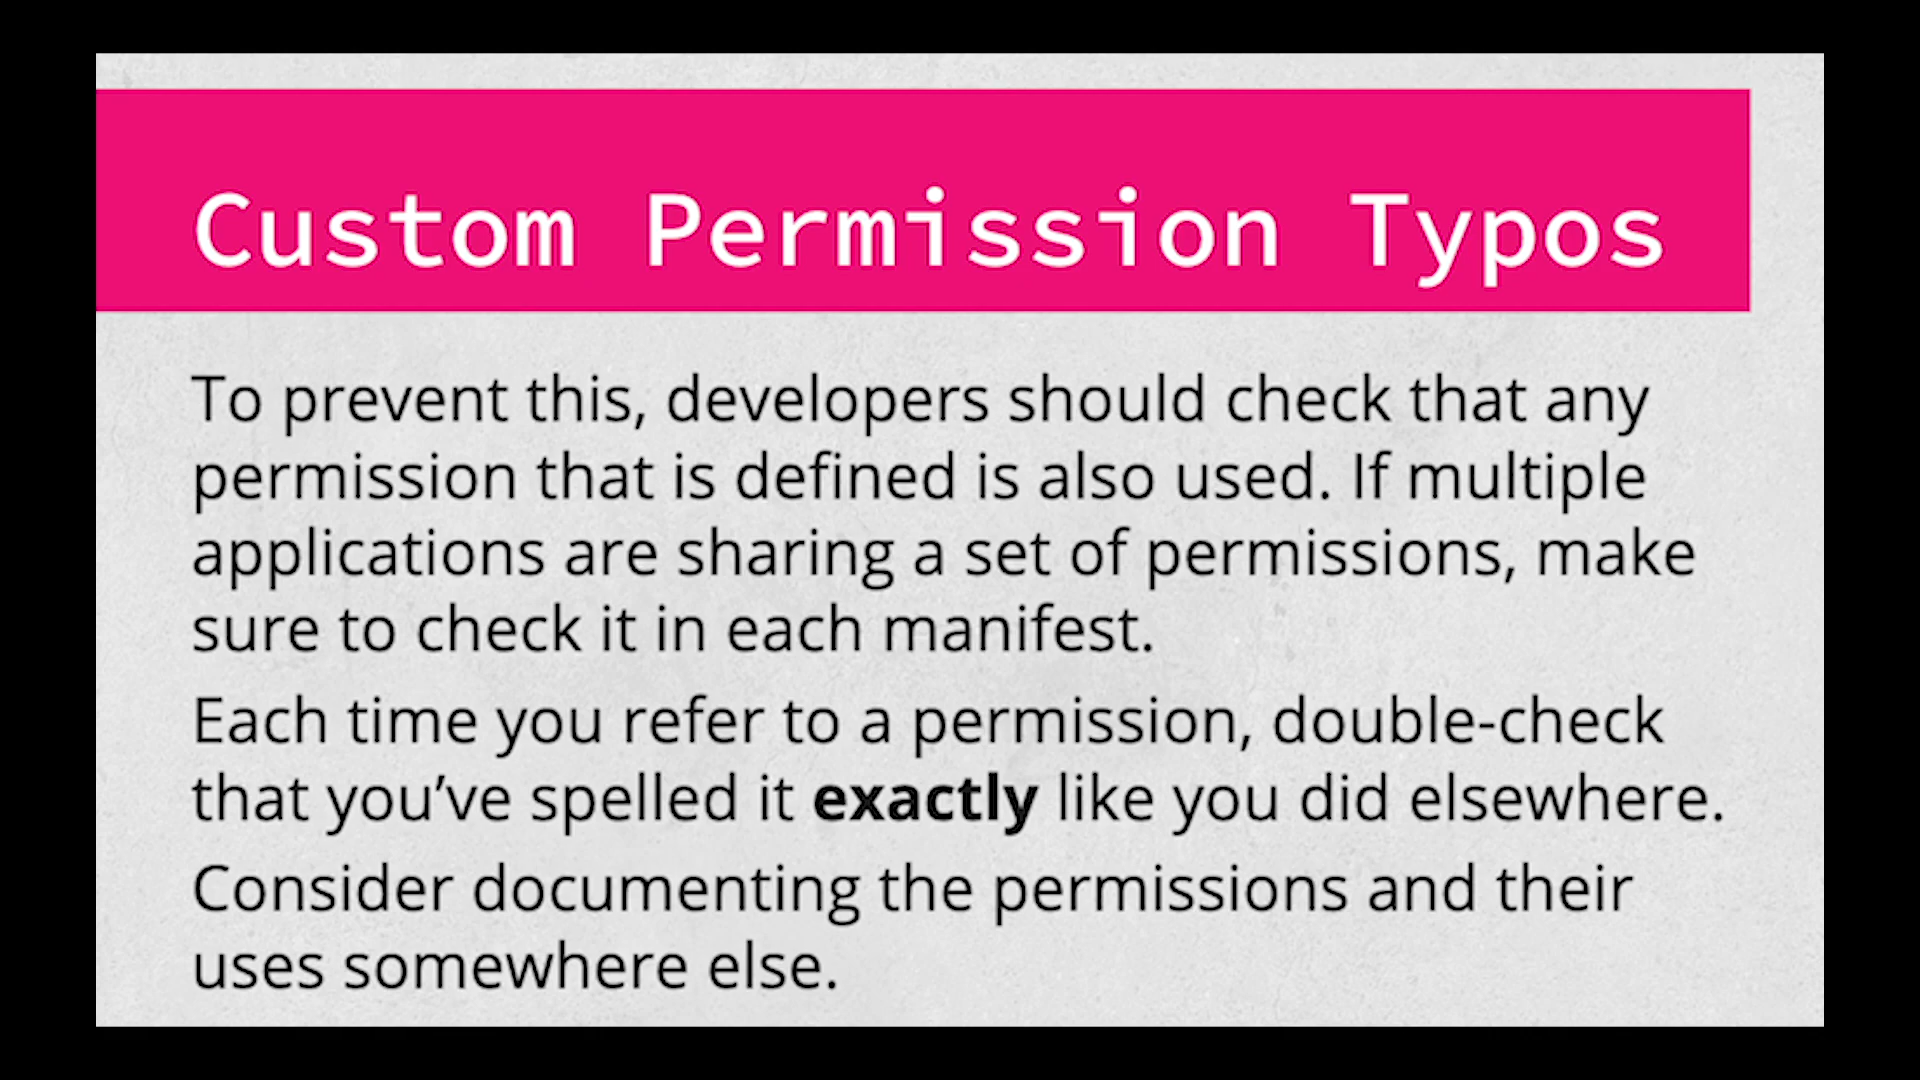 Custom Permission Typos
To prevent this, developers should check that any
permission that is defined is also used. If multiple
applications are sharing a set of permissions, make
sure to check it in each manifest.
Each time you refer to a permission, double-check
that you’ve spelled it exactly like you did elsewhere.
Consider documenting the permissions and their
uses somewhere else.